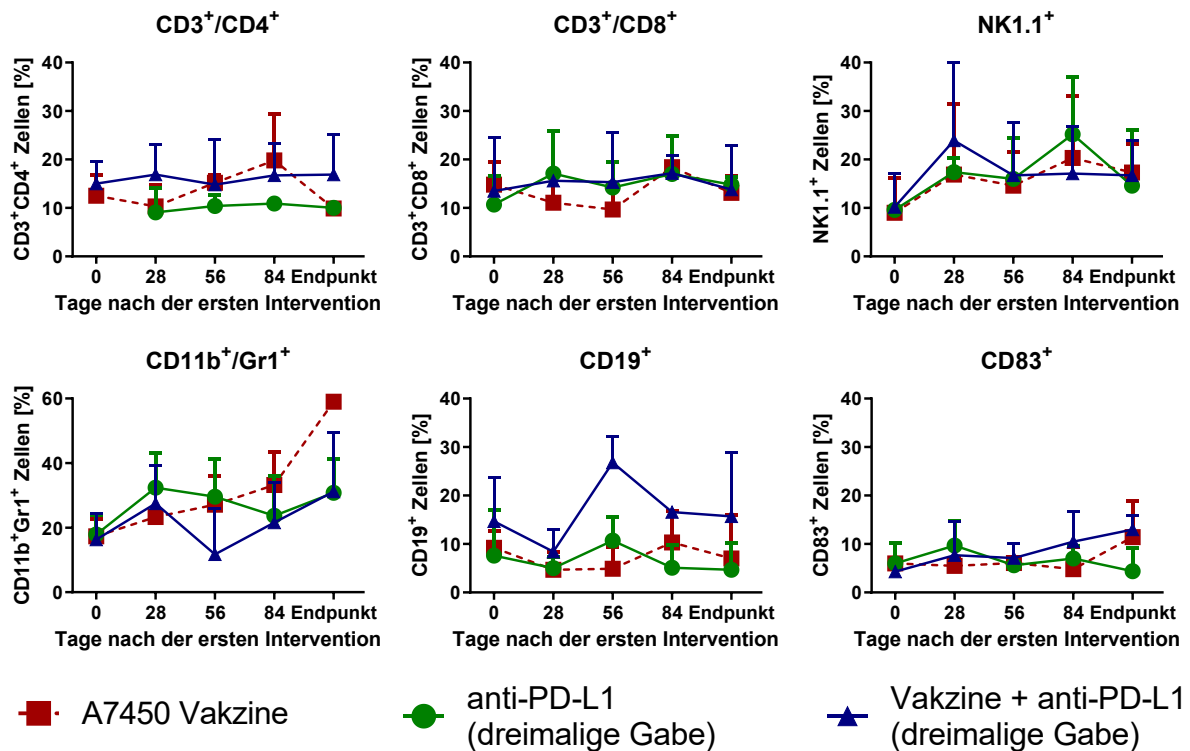 CD3⁺/CD4⁺
CD3⁺CD4⁺ Zellen [%]
40
30
20
10
0
0 28 56 84 Endpunkt
Tage nach der ersten Intervention
CD3⁺/CD8⁺
CD3⁺CD8⁺ Zellen [%]
40
30
20
10
0
0 28 56 84 Endpunkt
Tage nach der ersten Intervention
NK1.1⁺
NK1.1⁺ Zellen [%]
40
30
20
10
0
0 28 56 84 Endpunkt
Tage nach der ersten Intervention
CD11b⁺/Gr1⁺
CD11b⁺Gr1⁺ Zellen [%]
60
40
20
0
0 28 56 84 Endpunkt
Tage nach der ersten Intervention
CD19⁺
CD19⁺ Zellen [%]
40
30
20
10
0
0 28 56 84 Endpunkt
Tage nach der ersten Intervention
CD83⁺
CD83⁺ Zellen [%]
40
30
20
10
0
0 28 56 84 Endpunkt
Tage nach der ersten Intervention
A7450 Vakzine
anti-PD-L1
(dreimalige Gabe)
Vakzine + anti-PD-L1
(dreimalige Gabe)